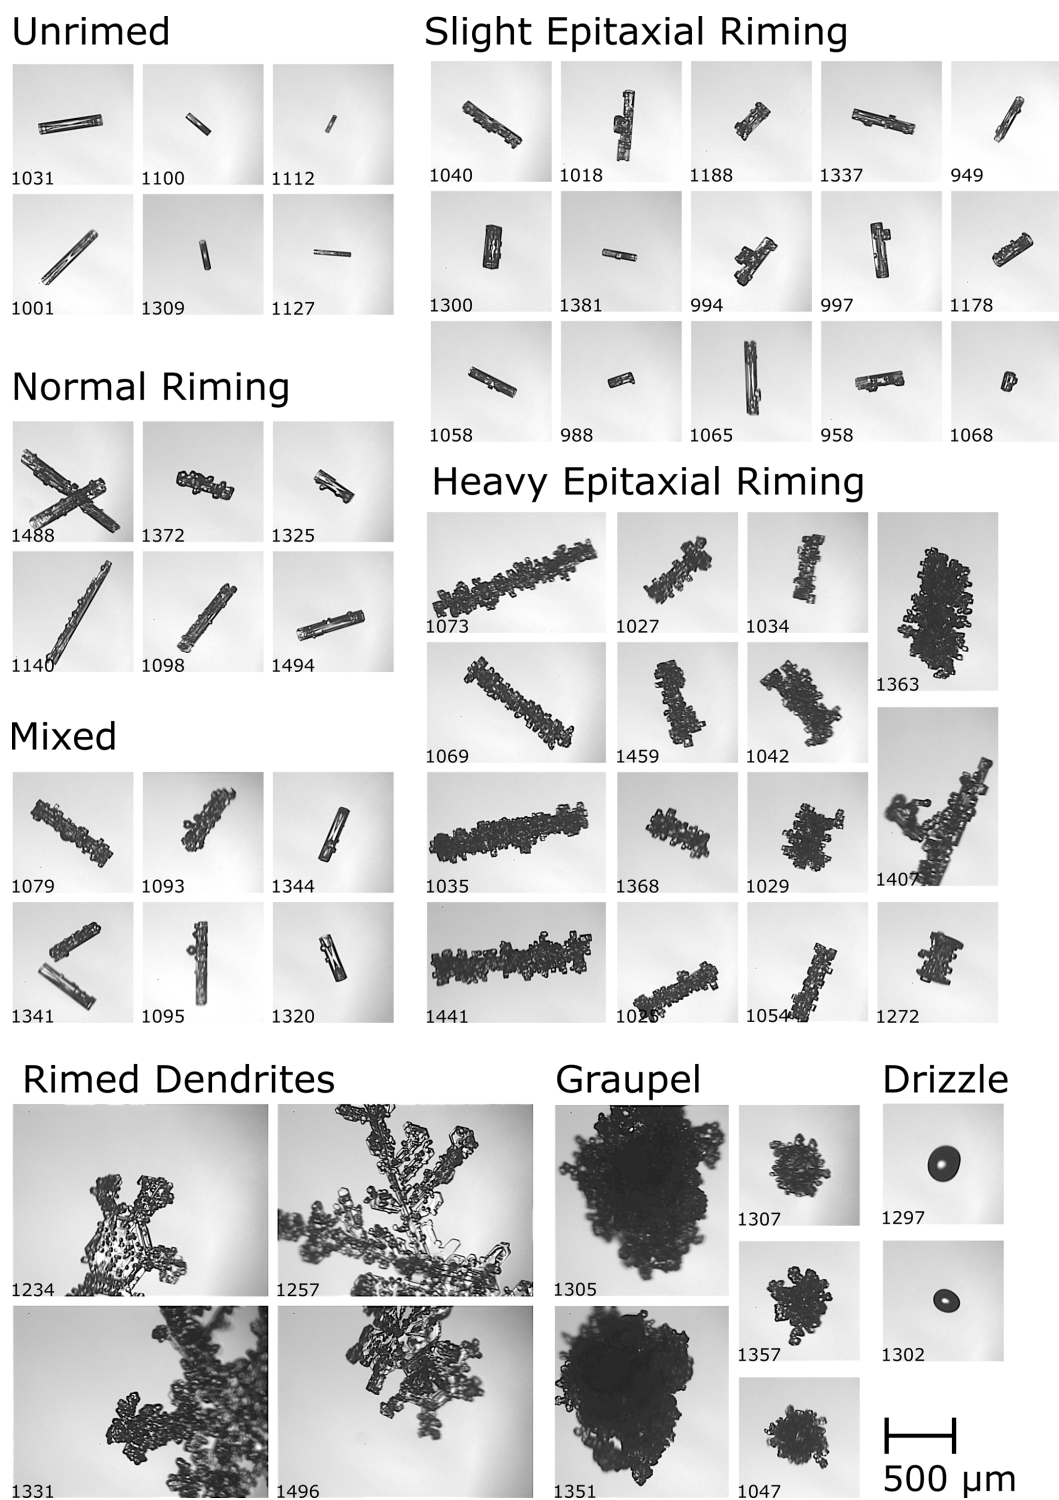 Unrimed
1031 1100 1112
1001 1309 1127
Slight Epitaxial Riming
1040 1018 1188 1337 949
1300 1381 994 997 1178
1058 988 1065 958 1068
Normal Riming
1488 1372 1325
1140 1098 1494
Heavy Epitaxial Riming
1073 1027 1034
1363
1069 1459 1042
1035 1368 1029
1407
1441 1025 1054 1272
Mixed
1079 1093 1344
1341 1095 1320
Rimed Dendrites
1234 1257
1331 1496
Graupel
1305 1307
1357
1351 1047
Drizzle
1297
1302
500 µm